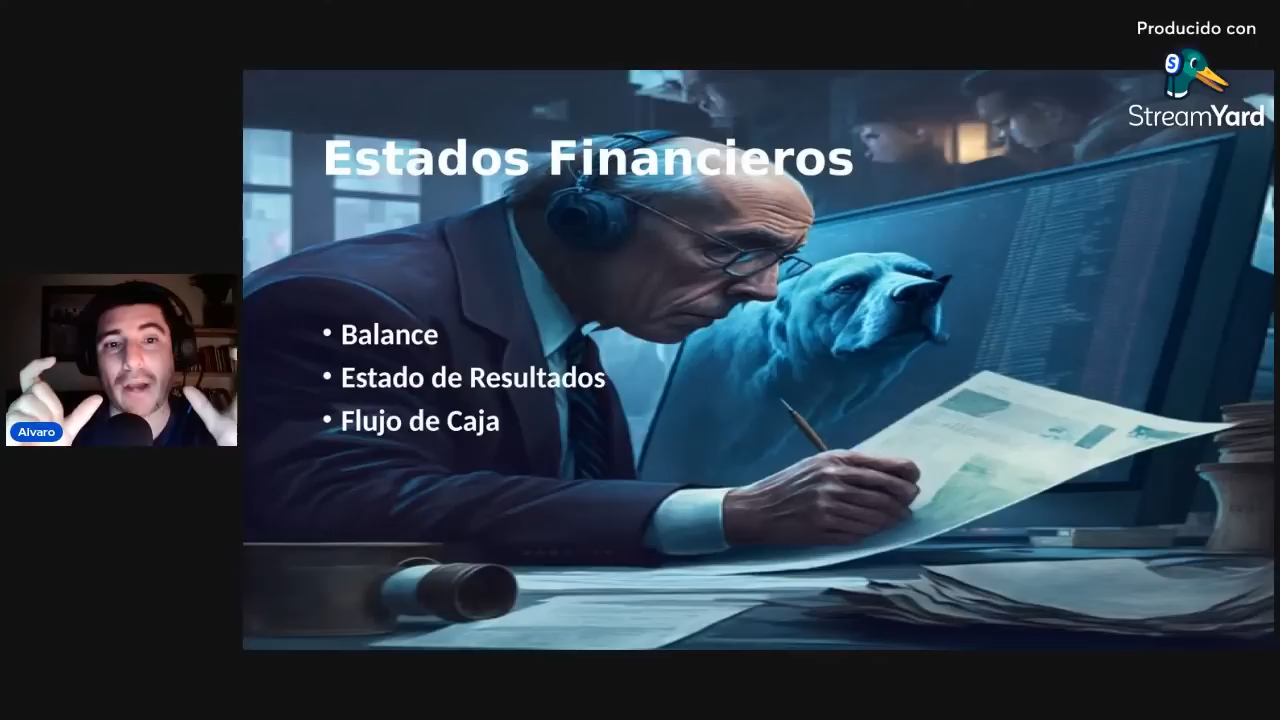 Producido con
StreamYard
Estados Financieros
• Balance
• Estado de Resultados
• Flujo de Caja
Alvaro